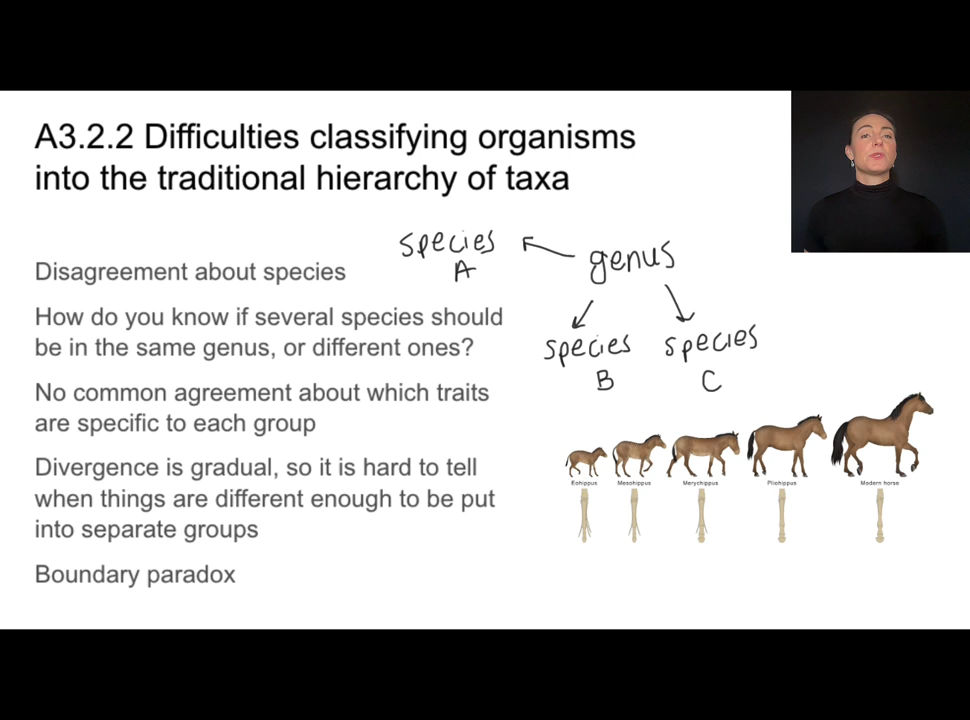 A3.2.2 Difficulties classifying organisms
into the traditional hierarchy of taxa
Disagreement about species
How do you know if several species should
be in the same genus, or different ones?
No common agreement about which traits
are specific to each group
Divergence is gradual, so it is hard to tell
when things are different enough to be put
into separate groups
Boundary paradox
species
A
genus
species
B
species
C
Eohippus
Mesohippus
Merychippus
Pliohippus
Modern horse